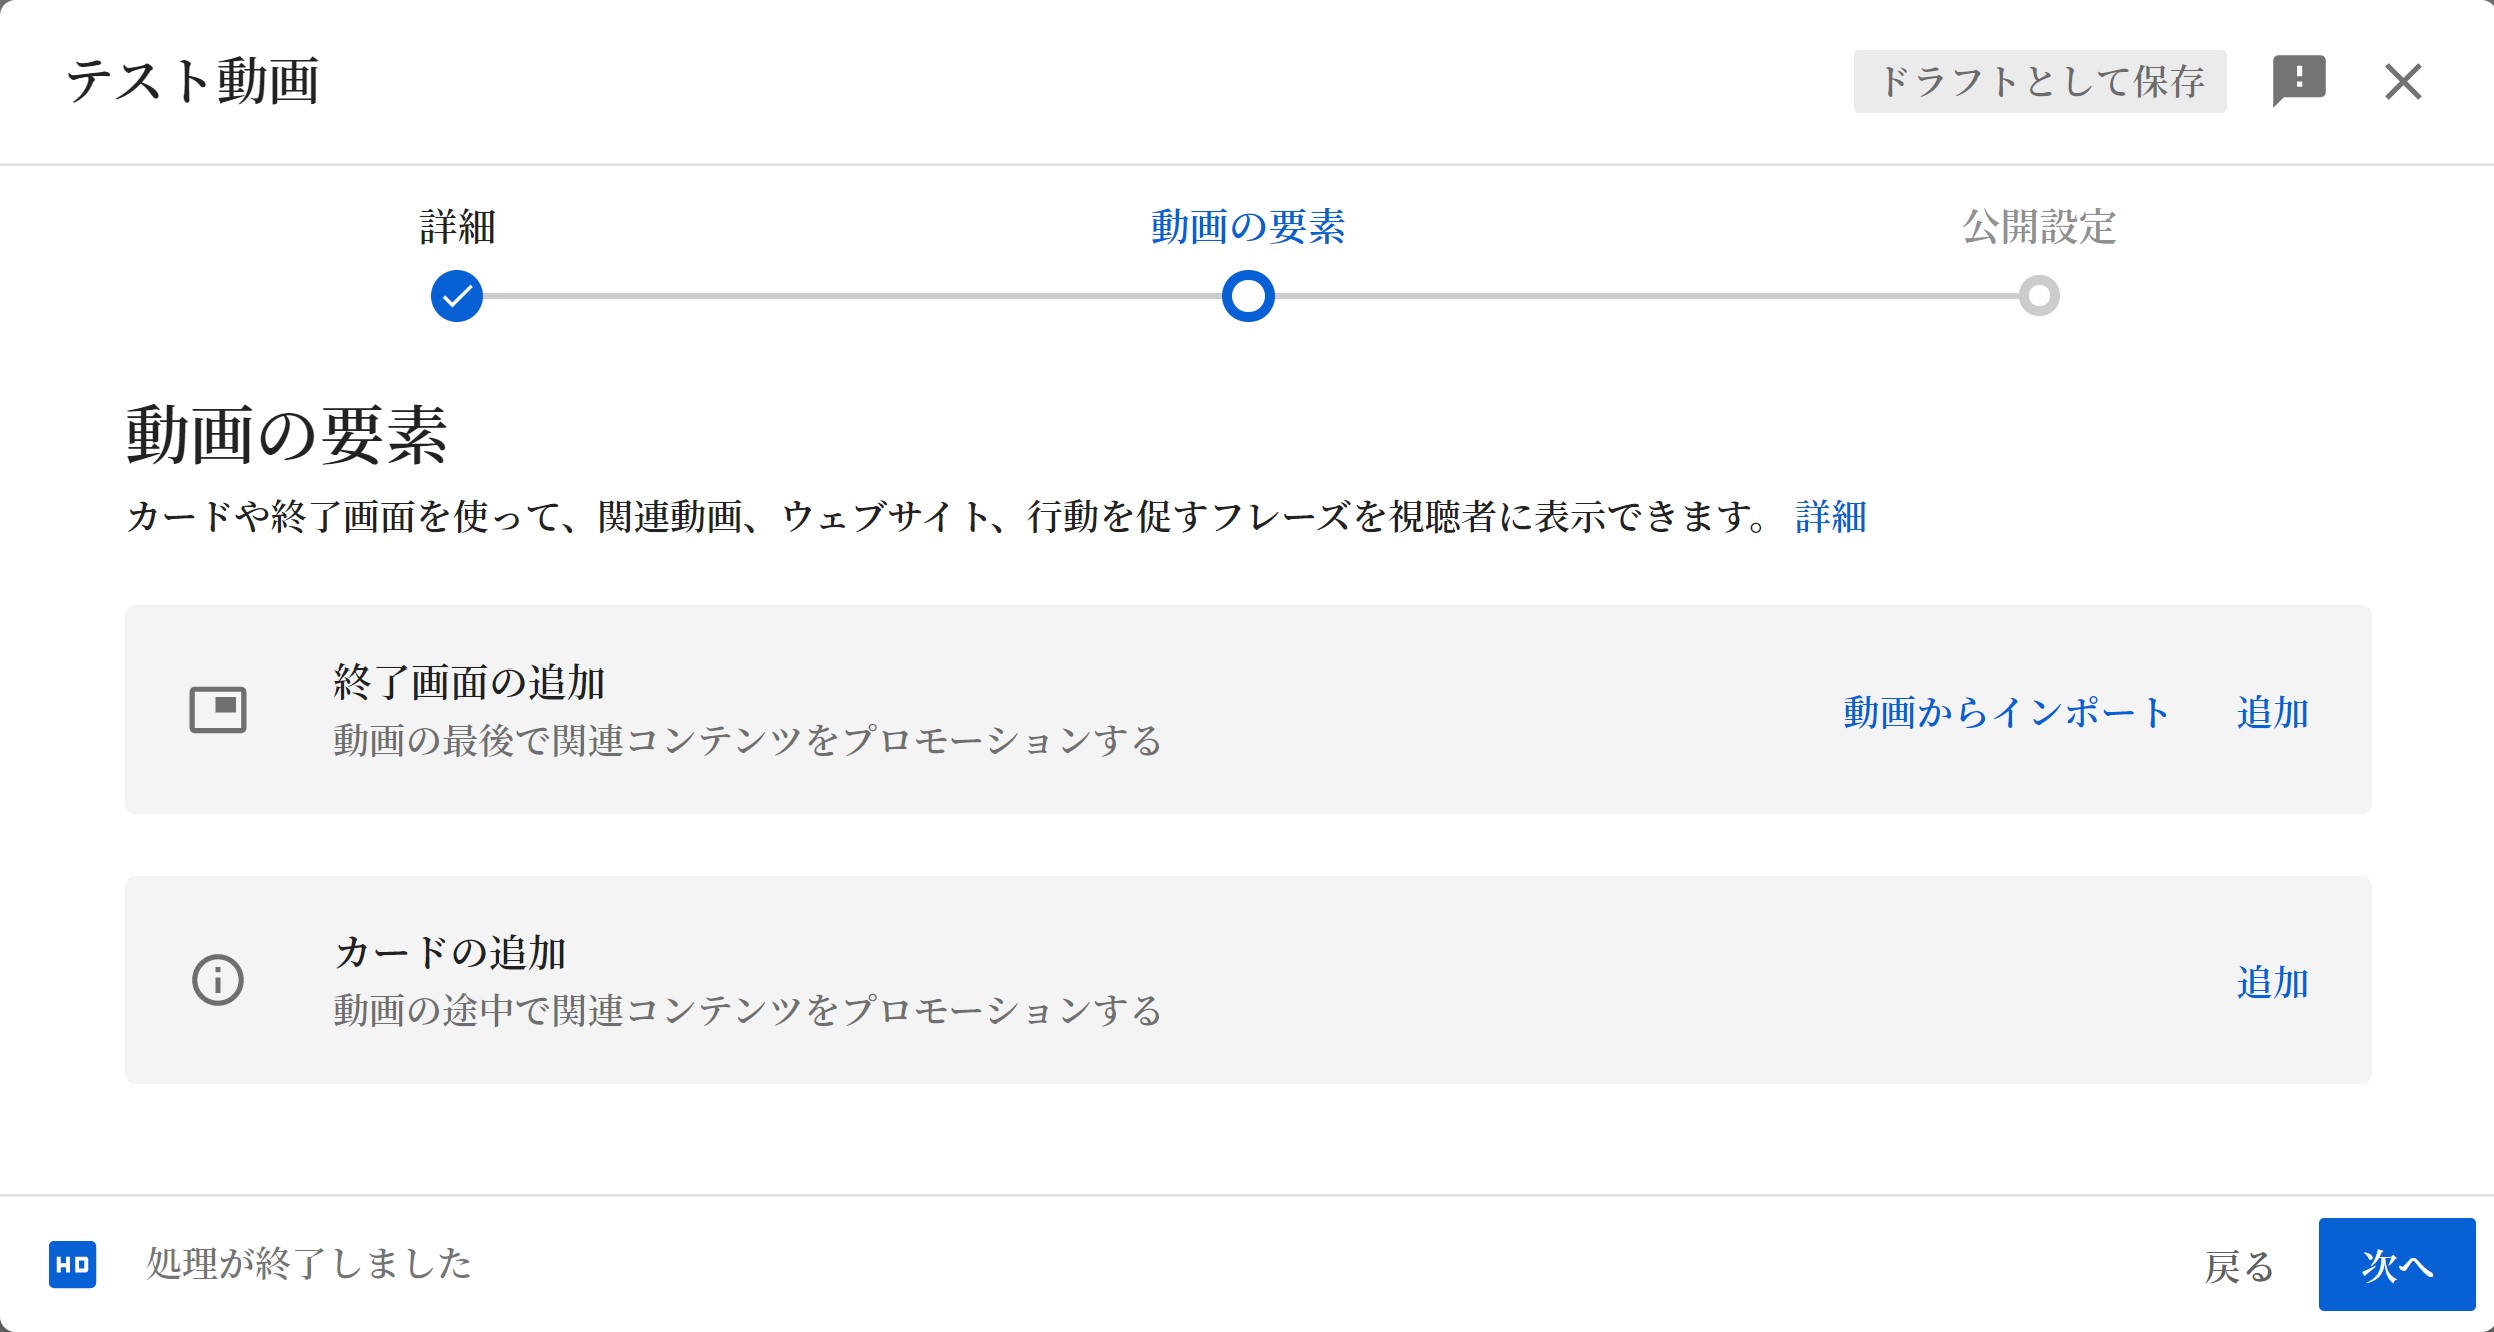 テスト動画
ドラフトとして保存
詳細
動画の要素
公開設定
動画の要素
カードや終了画面を使って、関連動画、ウェブサイト、行動を促すフレーズを視聴者に表示できます。 詳細
終了画面の追加
動画の最後で関連コンテンツをプロモーションする
動画からインポート
追加
カードの追加
動画の途中で関連コンテンツをプロモーションする
追加
HD
処理が終了しました
戻る
次へ